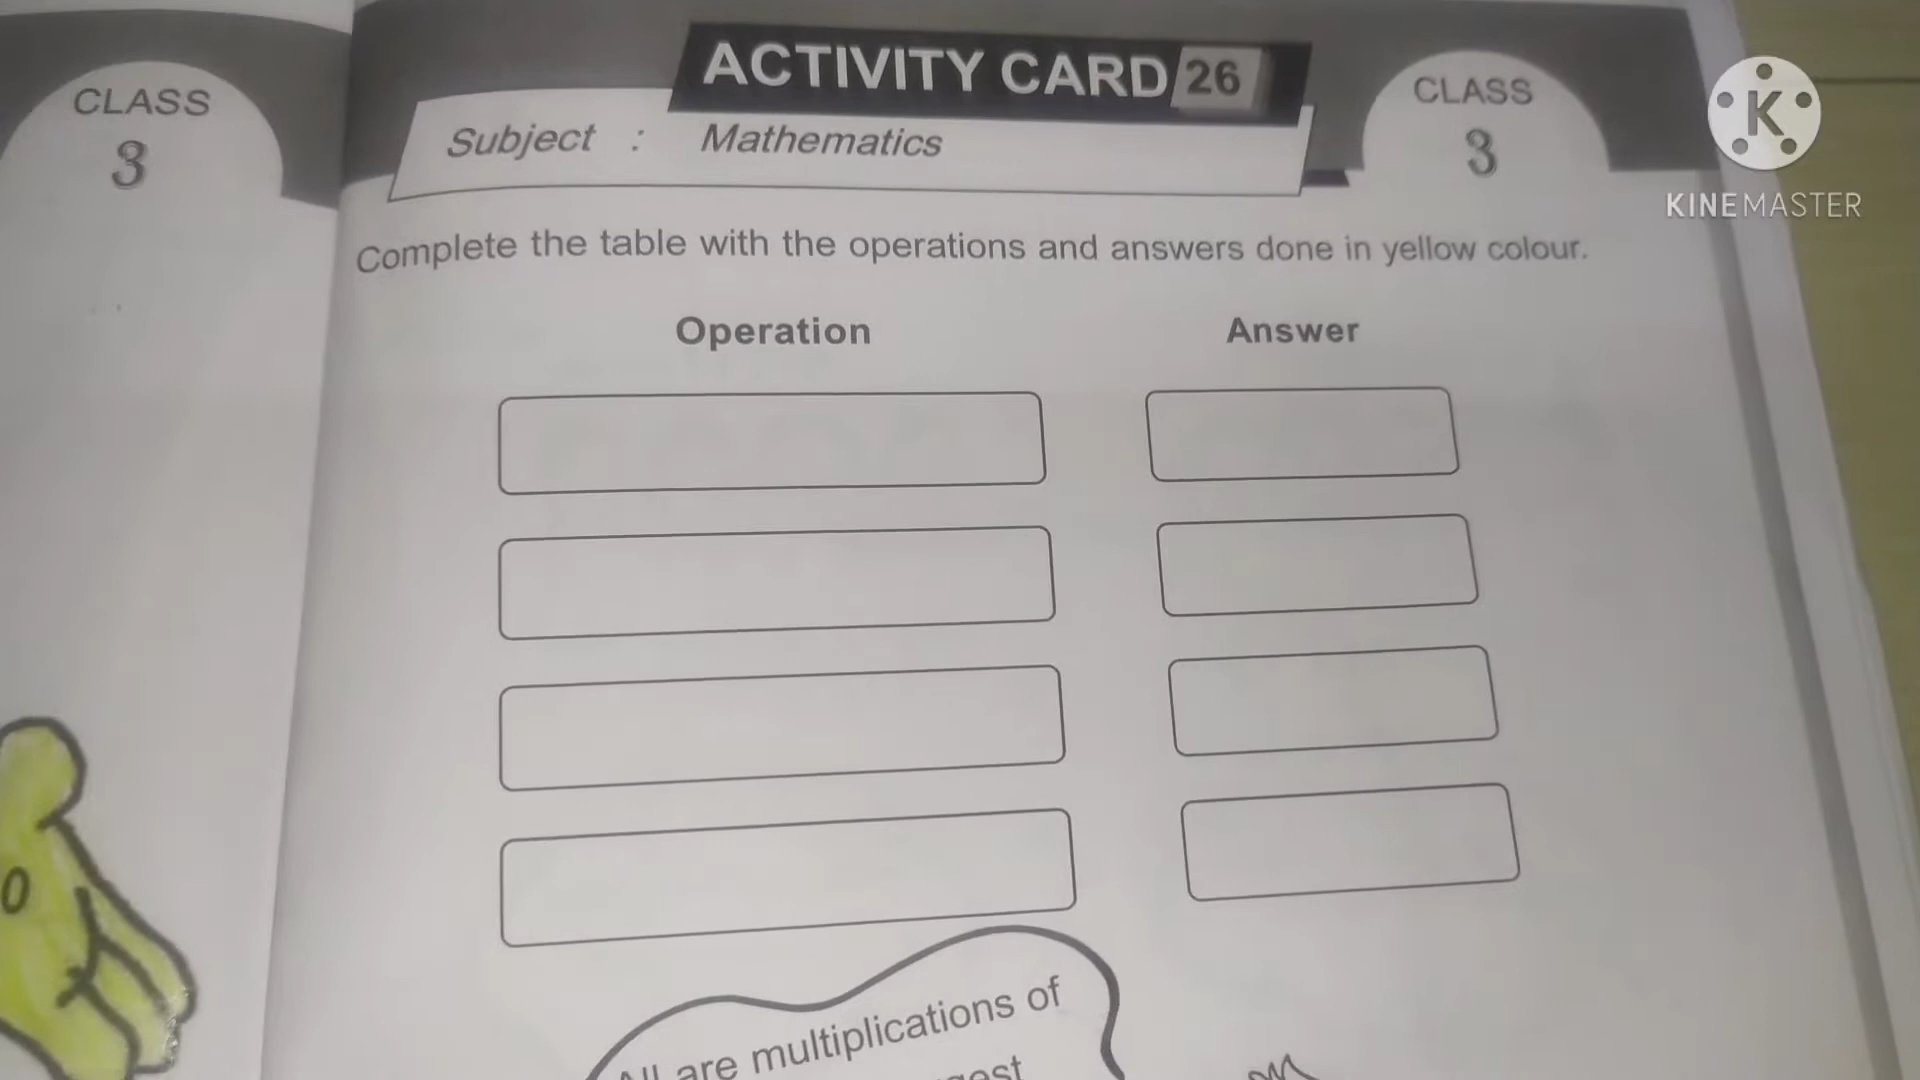 CLASS
3
ACTIVITY CARD 26
Subject : Mathematics
CLASS
3
K
KINEMASTER
Complete the table with the operations and answers done in yellow colour.
Operation Answer
0
are multiplications of